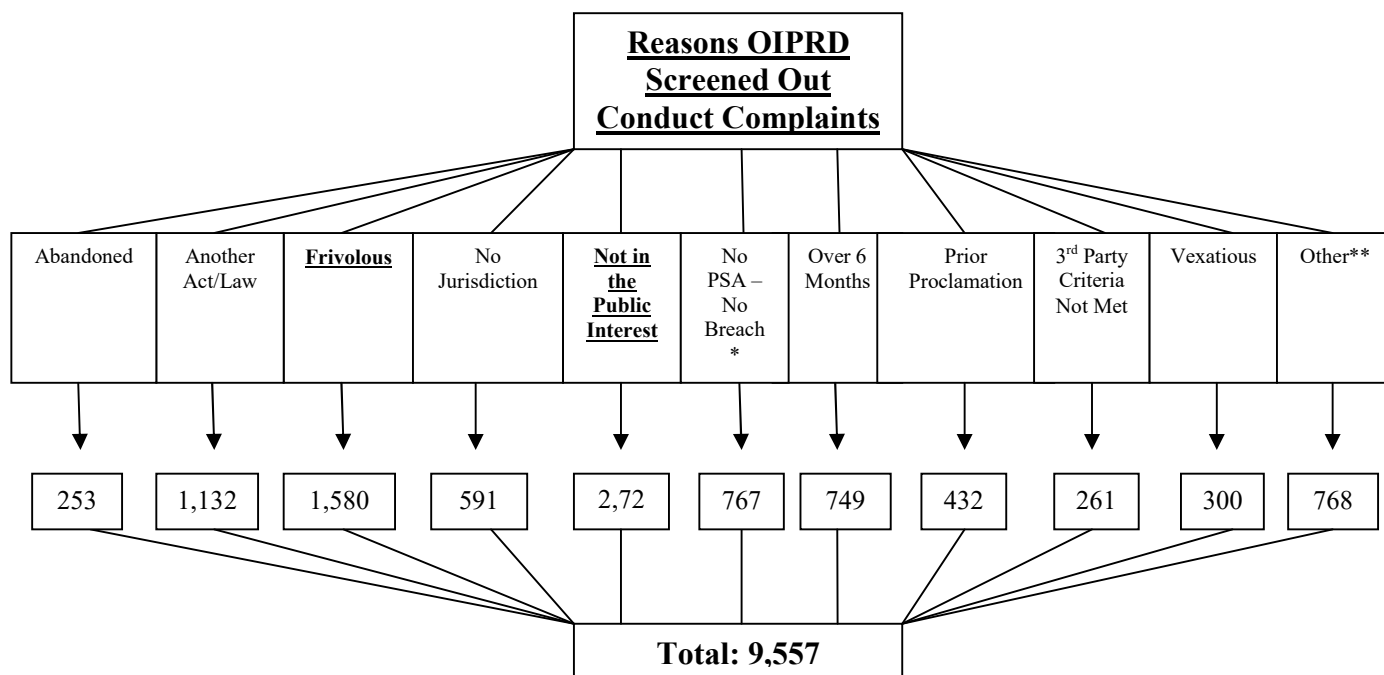 Reasons OIPRD
Screened Out
Conduct Complaints
Abandoned
Another
Act/Law
Frivolous
No
Jurisdiction
Not in
the
Public
Interest
No
PSA –
No
Breach
*
Over 6
Months
Prior
Proclamation
3rd Party
Criteria
Not Met
Vexatious
Other**
253
1,132
1,580
591
2,72
767
749
432
261
300
768
Total: 9,557